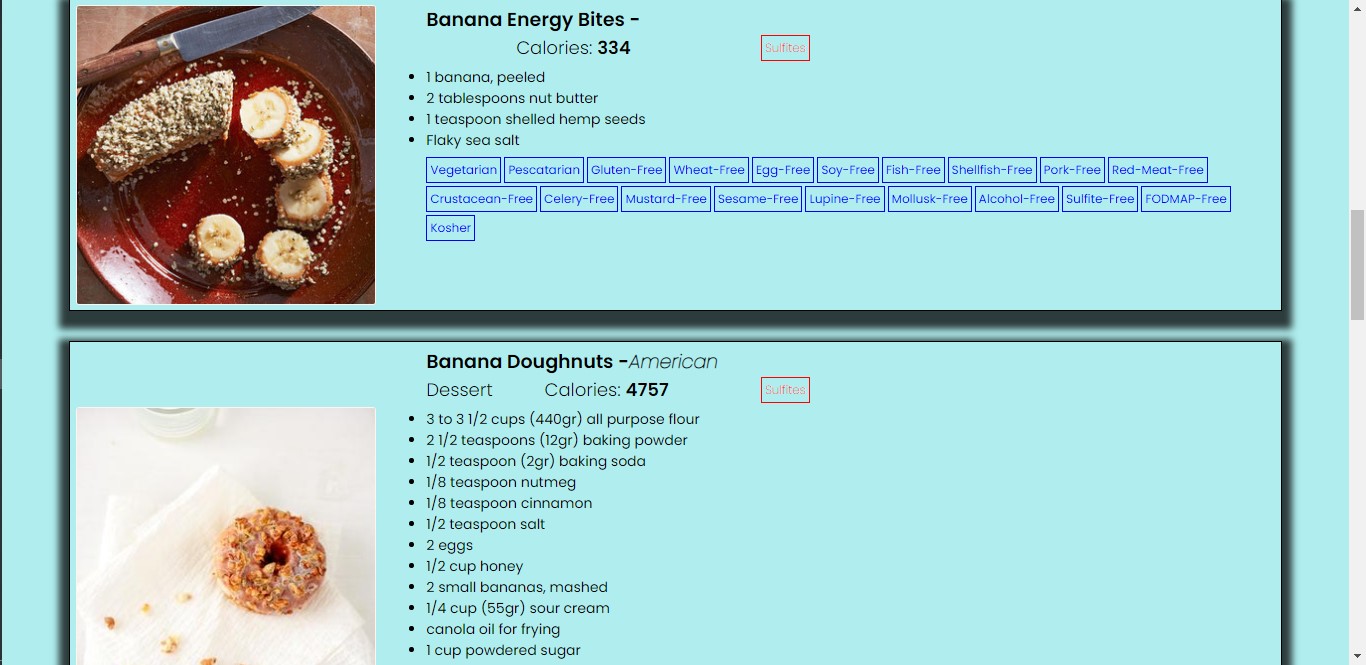 Banana Energy Bites -
Calories: 334 Sulfites
1 banana, peeled
2 tablespoons nut butter
1 teaspoon shelled hemp seeds
Flaky sea salt
Vegetarian Pescatarian Gluten-Free Wheat-Free Egg-Free Soy-Free Fish-Free Shellfish-Free Pork-Free Red-Meat-Free
Crustacean-Free Celery-Free Mustard-Free Sesame-Free Lupine-Free Mollusk-Free Alcohol-Free Sulfite-Free FODMAP-Free
Kosher
Banana Doughnuts -American
Dessert Calories: 4757 Sulfites
3 to 3 1/2 cups (440gr) all purpose flour
2 1/2 teaspoons (12gr) baking powder
1/2 teaspoon (2gr) baking soda
1/8 teaspoon nutmeg
1/8 teaspoon cinnamon
1/2 teaspoon salt
2 eggs
1/2 cup honey
2 small bananas, mashed
1/4 cup (55gr) sour cream
canola oil for frying
1 cup powdered sugar